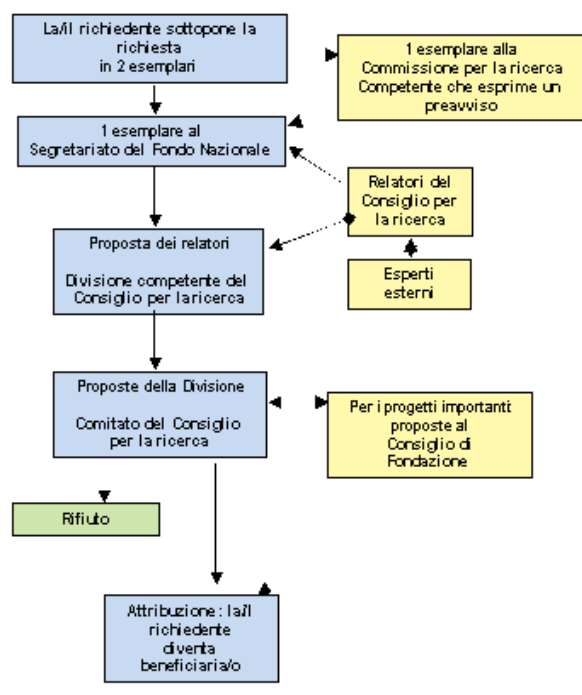 La/il richiedente sottopone la
richiesta
in 2 esemplari
1 esemplare alla
Commissione per la ricerca
Competente che esprime un
preavviso
1 esemplare al
Segretariato del Fondo Nazionale
Relatori del
Consiglio per
la ricerca
Proposta dei relatori
Divisione competente del
Consiglio per la ricerca
Esperti
esterni
Proposte della Divisione
Comitato del Consiglio
per la ricerca
Per i progetti importanti
proposte al
Consiglio di
Fondazione
Rifiuto
Attribuzione: la/il
richiedente
diventa
beneficiaria/o